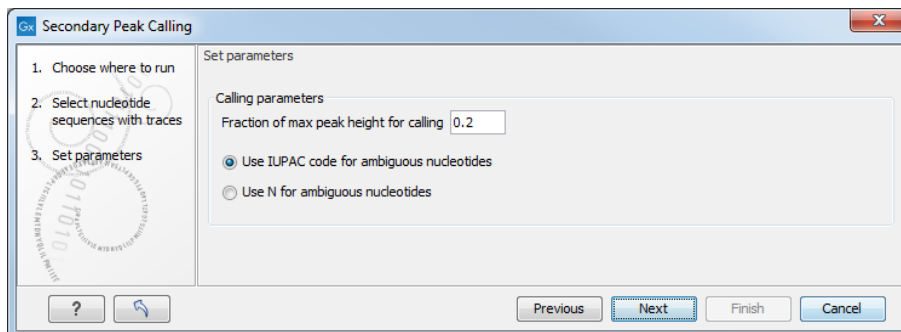 Gx Secondary Peak Calling
X
1. Choose where to run
2. Select nucleotide
sequences with traces
3. Set parameters
Set parameters
Calling parameters
Fraction of max peak height for calling 0.2
Use IUPAC code for ambiguous nucleotides
Use N for ambiguous nucleotides
? Previous Next Finish Cancel